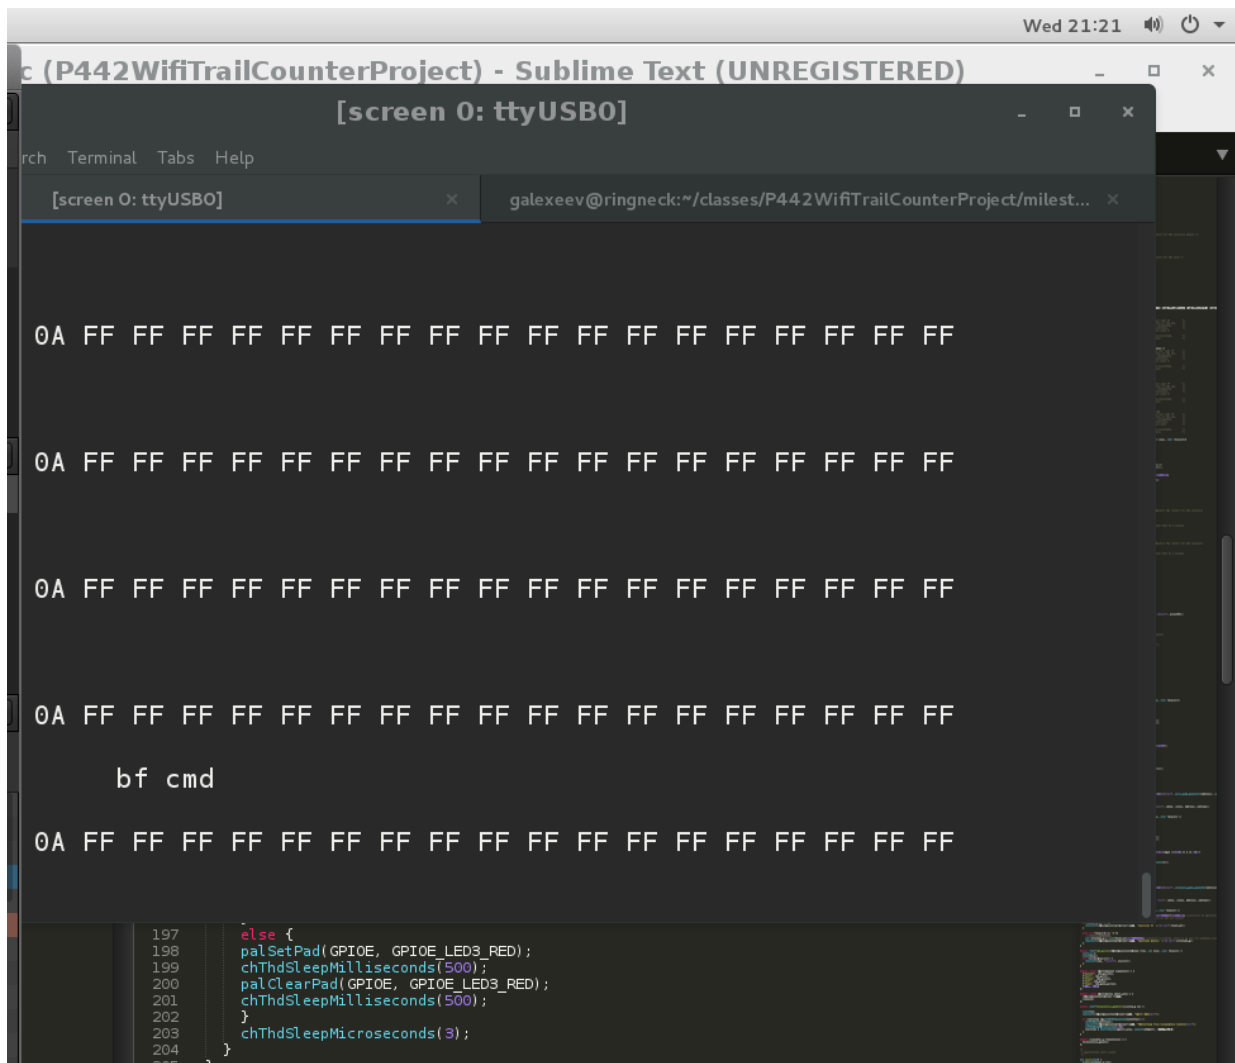 Wed 21:21
c (P442WifiTrailCounterProject) - Sublime Text (UNREGISTERED)
[screen 0: ttyUSB0]
rch Terminal Tabs Help
[screen 0: ttyUSB0]
galexeev@ringneck:~/classes/P442WifiTrailCounterProject/milest...
0A FF FF FF FF FF FF FF FF FF FF FF FF FF FF FF FF FF FF
0A FF FF FF FF FF FF FF FF FF FF FF FF FF FF FF FF FF FF
0A FF FF FF FF FF FF FF FF FF FF FF FF FF FF FF FF FF FF
0A FF FF FF FF FF FF FF FF FF FF FF FF FF FF FF FF FF FF
bf cmd
0A FF FF FF FF FF FF FF FF FF FF FF FF FF FF FF FF FF FF
197 else {
198 palSetPad(GPIOE, GPIOE_LED3_RED);
199 chThdSleepMilliseconds(500);
200 palClearPad(GPIOE, GPIOE_LED3_RED);
201 chThdSleepMilliseconds(500);
202 }
203 chThdSleepMicroseconds(3);
204 }